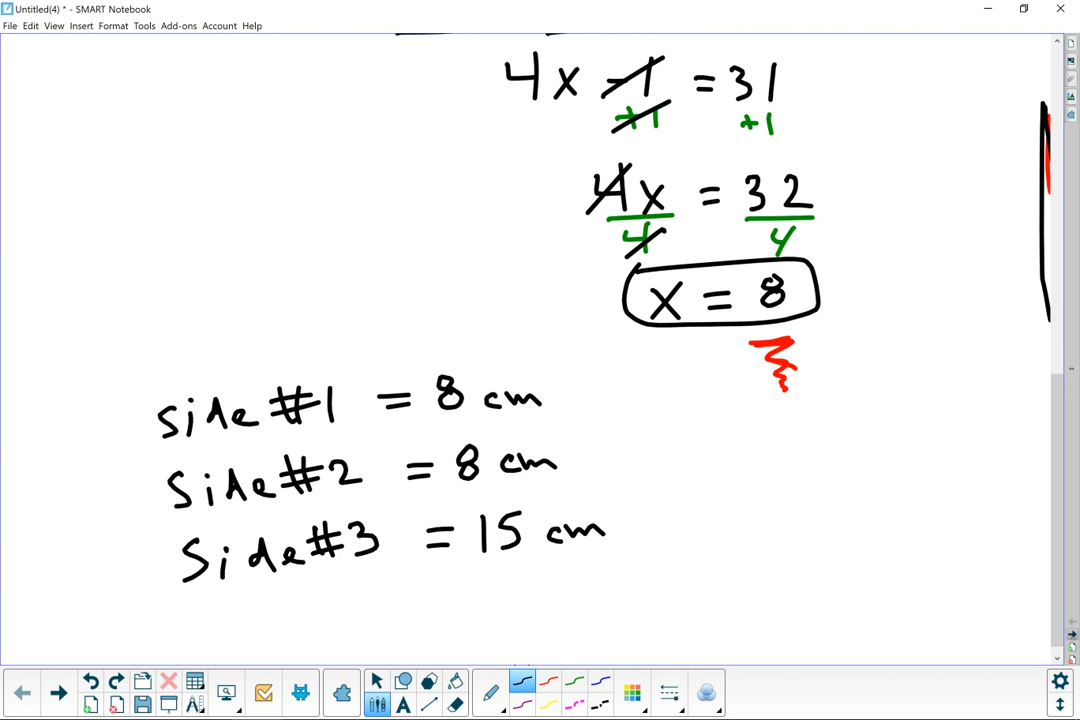 Untitled(4) * - SMART Notebook
File Edit View Insert Format Tools Add-ons Account Help
4x -1 = 31
+1 +1
4x = 32
4 4
x = 8
side #1 = 8 cm
side #2 = 8 cm
side #3 = 15 cm